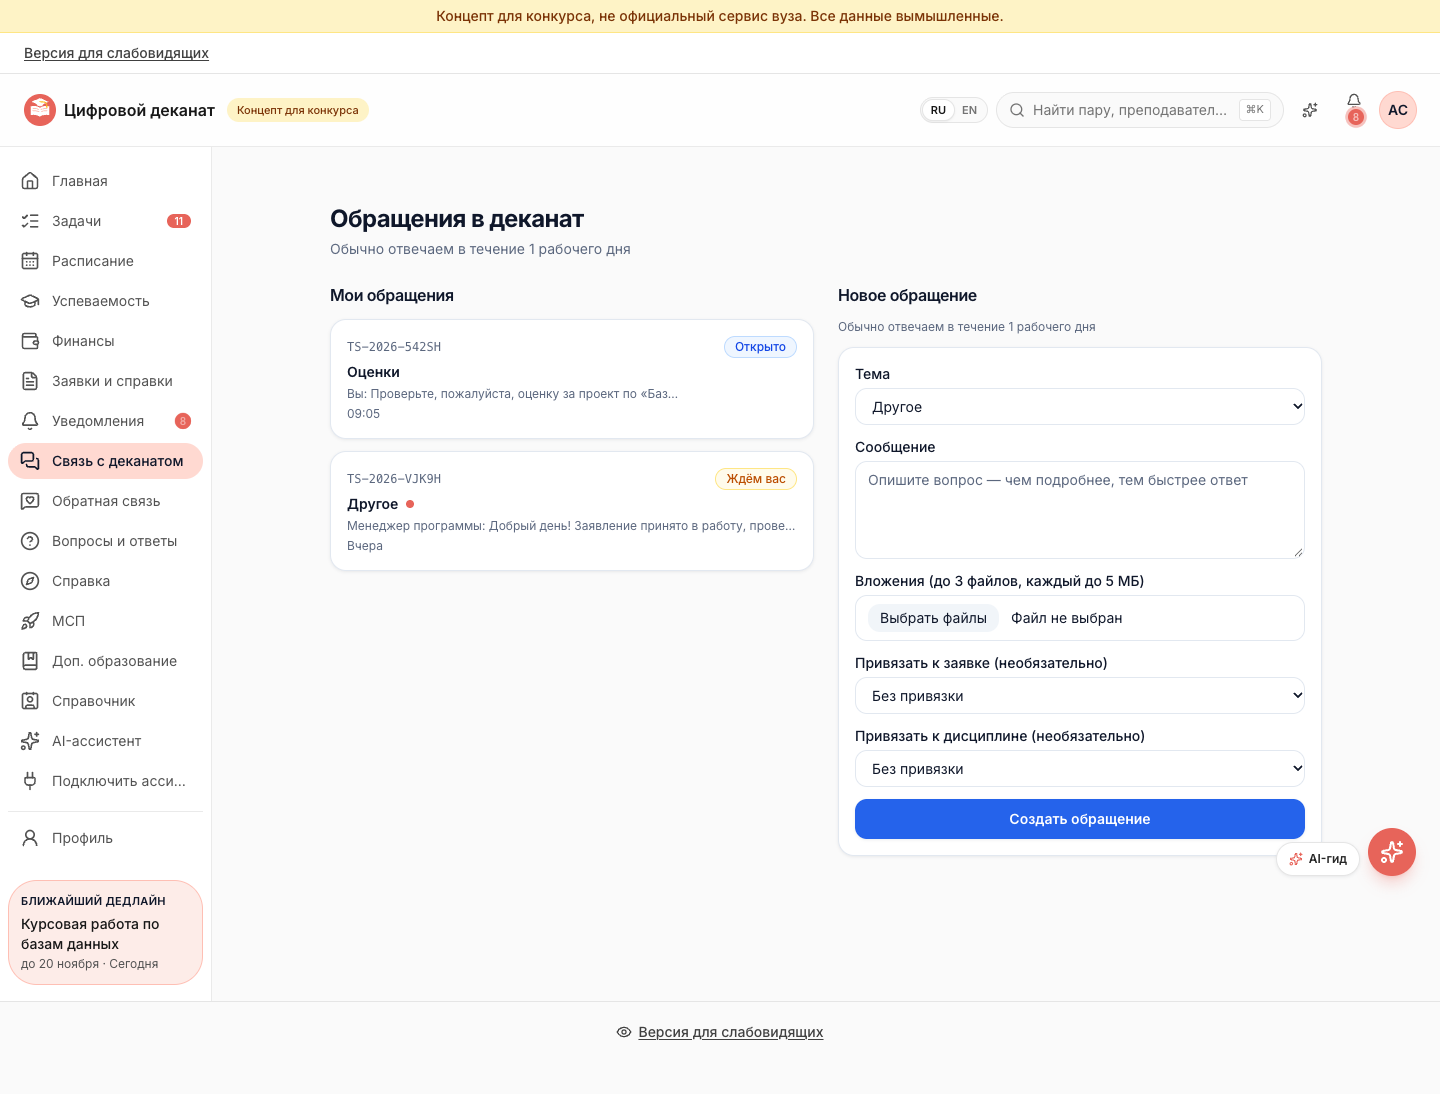 Концепт для конкурса, не официальный сервис вуза. Все данные вымышленные.
Версия для слабовидящих
Цифровой деканат
Концепт для конкурса
RU EN
Найти пару, преподавател...
⌘K
8
АС
Главная
Задачи 11
Расписание
Успеваемость
Финансы
Заявки и справки
Уведомления 8
Связь с деканатом
Обратная связь
Вопросы и ответы
Справка
МСП
Доп. образование
Справочник
AI-ассистент
Подключить асси...
Профиль
БЛИЖАЙШИЙ ДЕДЛАЙН
Курсовая работа по
базам данных
до 20 ноября · Сегодня
Обращения в деканат
Обычно отвечаем в течение 1 рабочего дня
Мои обращения
TS-2026-542SH Открыто
Оценки
Вы: Проверьте, пожалуйста, оценку за проект по «Баз...
09:05
TS-2026-VJK9H Ждём вас
Другое
Менеджер программы: Добрый день! Заявление принято в работу, прове...
Вчера
Новое обращение
Обычно отвечаем в течение 1 рабочего дня
Тема
Другое
Сообщение
Опишите вопрос — чем подробнее, тем быстрее ответ
Вложения (до 3 файлов, каждый до 5 МБ)
Выбрать файлы Файл не выбран
Привязать к заявке (необязательно)
Без привязки
Привязать к дисциплине (необязательно)
Без привязки
Создать обращение
AI-гид
Версия для слабовидящих